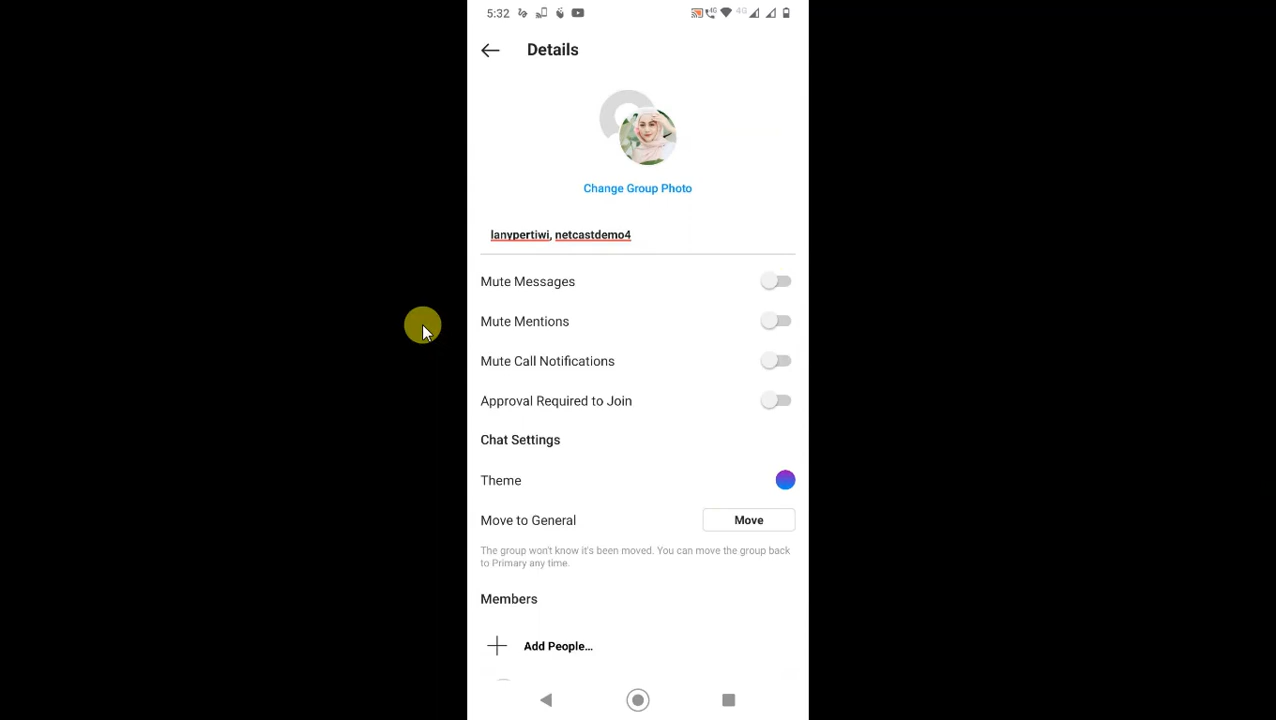 5:32 4G 4G
Details
Change Group Photo
lanypertiwi, netcastdemo4
Mute Messages
Mute Mentions
Mute Call Notifications
Approval Required to Join
Chat Settings
Theme
Move to General Move
The group won't know it's been moved. You can move the group back
to Primary any time.
Members
Add People...